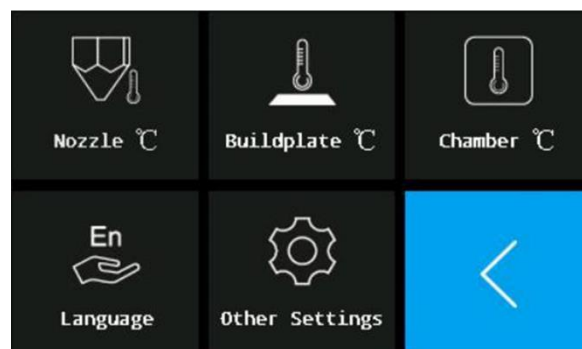 Nozzle ℃
Buildplate ℃
Chamber ℃
En
Language
Other Settings